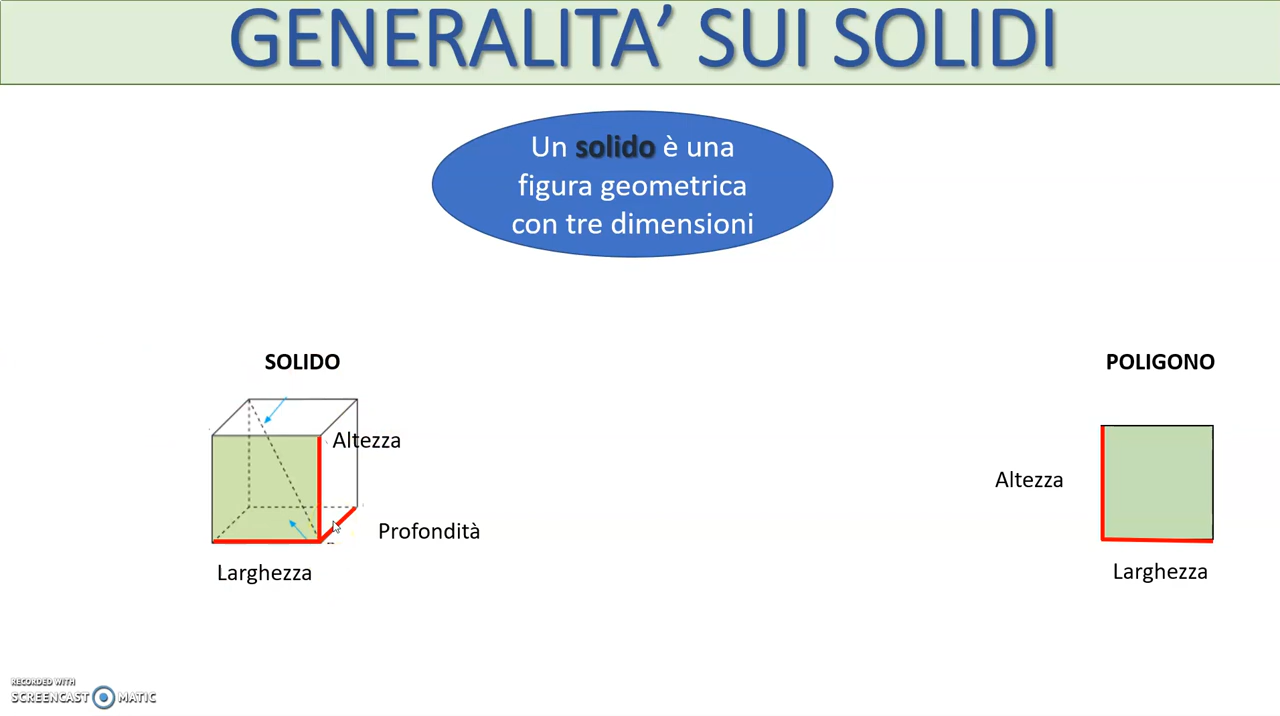 GENERALITA’ SUI SOLIDI
Un solido è una
figura geometrica
con tre dimensioni
SOLIDO
POLIGONO
Altezza
Altezza
Profondità
Larghezza
Larghezza
RECORDED WITH
SCREENCAST MATIC